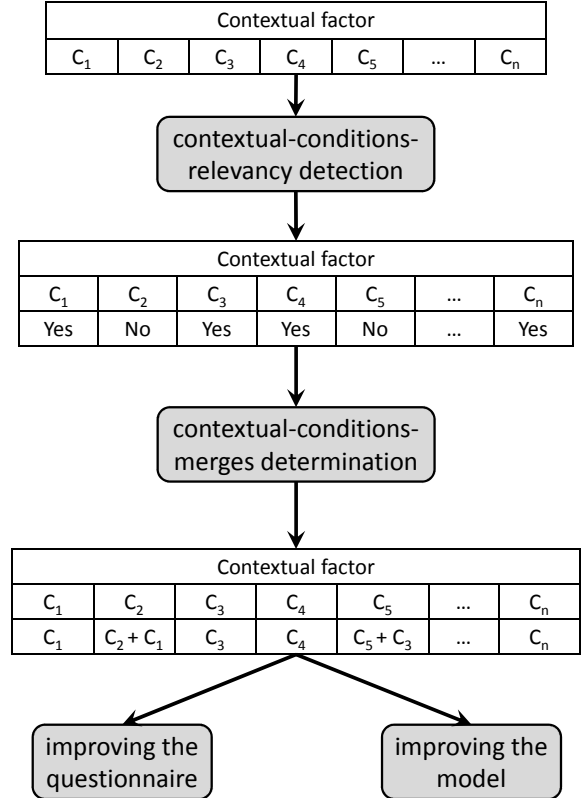 Contextual factor
C₁ C₂ C₃ C₄ C₅ ... Cₙ
contextual-conditions-
relevancy detection
Contextual factor
C₁ C₂ C₃ C₄ C₅ ... Cₙ
Yes No Yes Yes No ... Yes
contextual-conditions-
merges determination
Contextual factor
C₁ C₂ C₃ C₄ C₅ ... Cₙ
C₁ C₂ + C₁ C₃ C₄ C₅ + C₃ ... Cₙ
improving the
questionnaire
improving the
model